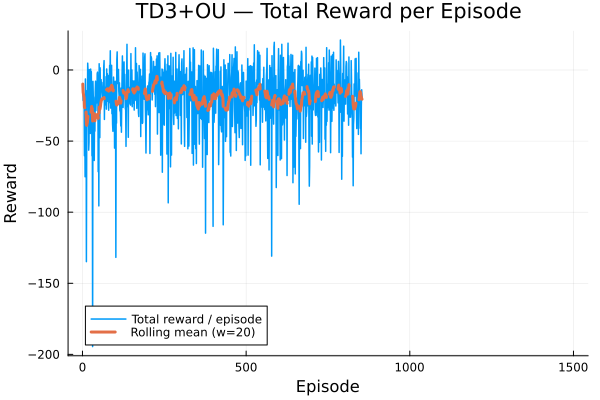 TD3+OU — Total Reward per Episode
0
−50
−100
−150
−200
Reward
Total reward / episode
Rolling mean (w=20)
0
500
1000
1500
Episode